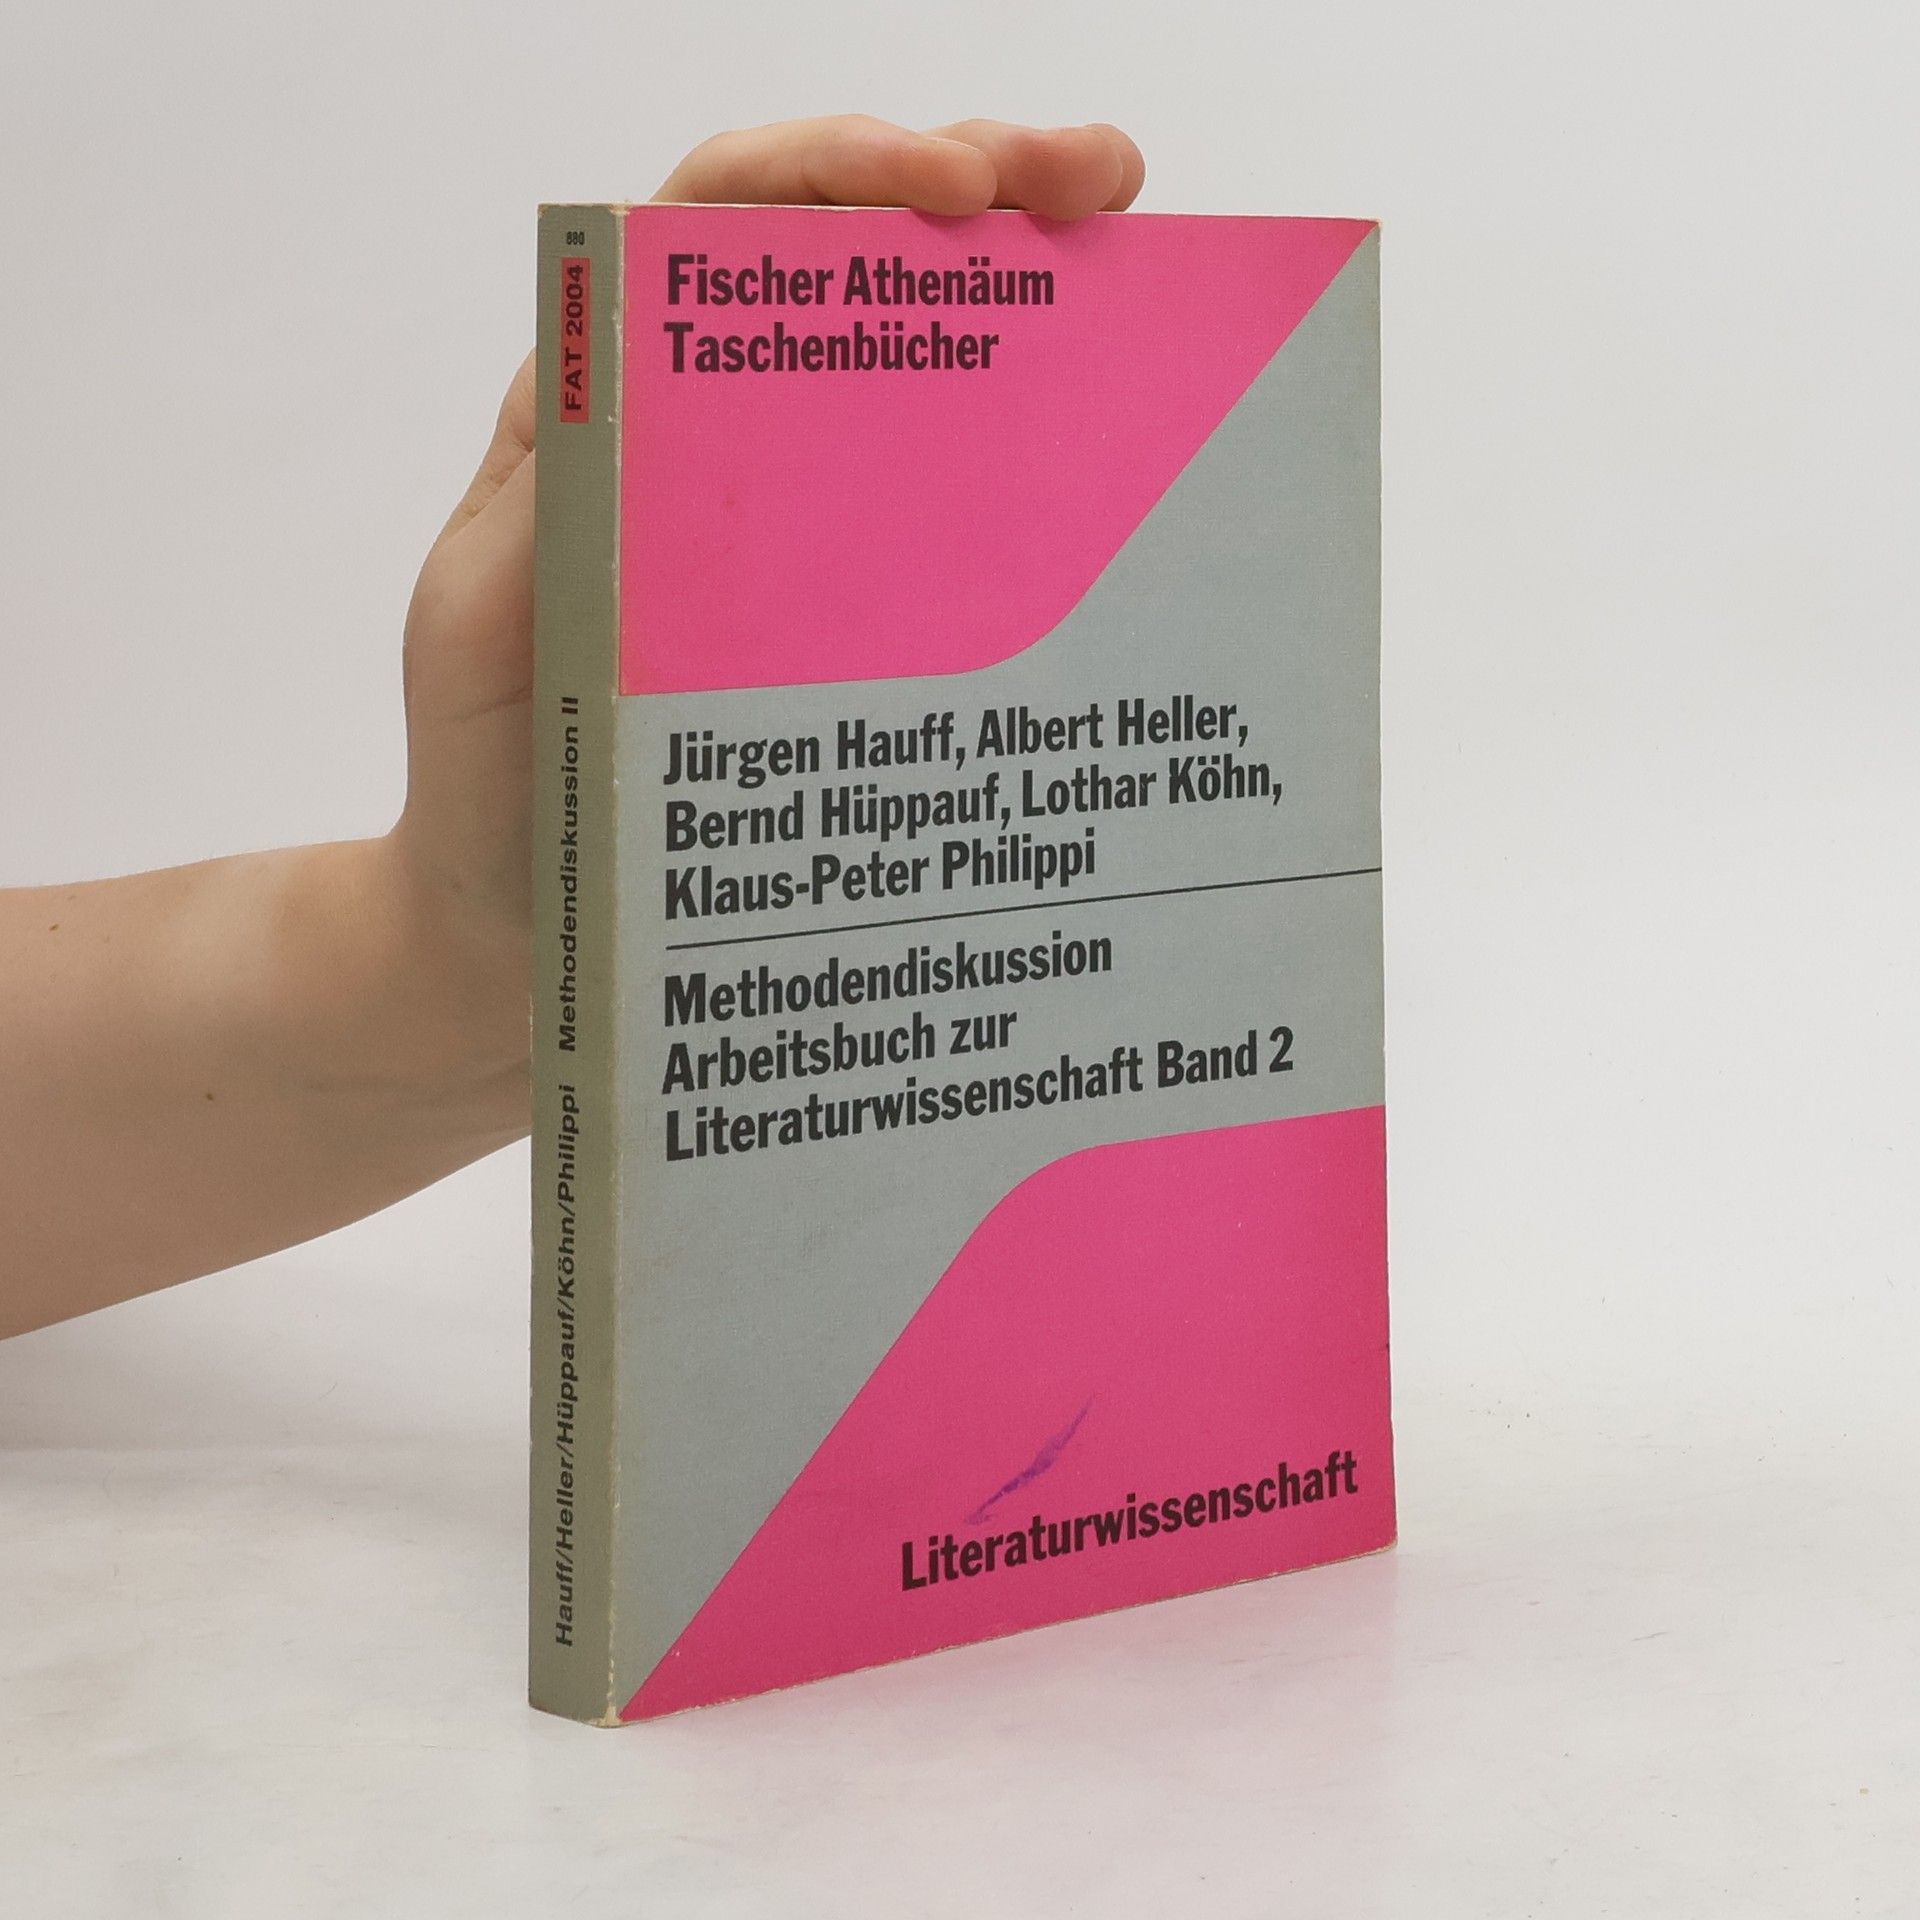 880
FAT 2004
Hauff/Heller/Hüppauf/Köhn/Philippi Methodendiskussion II
Fischer Athenäum
Taschenbücher
Jürgen Hauff, Albert Heller,
Bernd Hüppauf, Lothar Köhn,
Klaus-Peter Philippi
Methodendiskussion
Arbeitsbuch zur
Literaturwissenschaft Band 2
Literaturwissenschaft